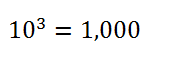 10³ = 1,000